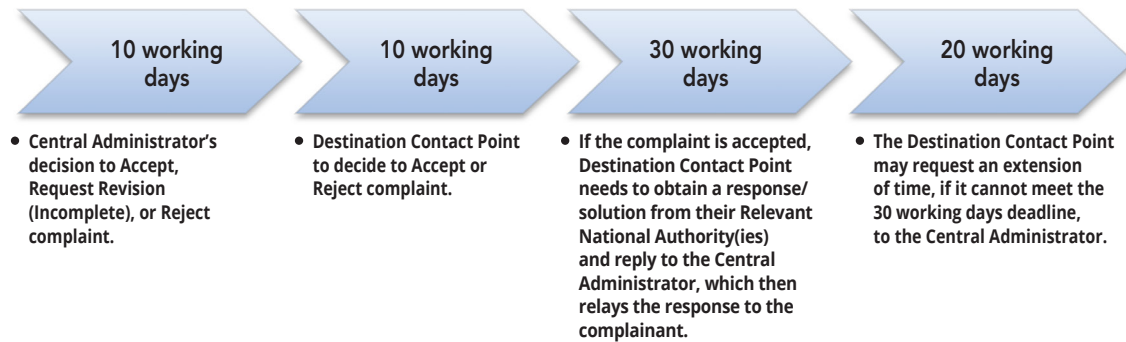 10 working
days
10 working
days
30 working
days
20 working
days
• Central Administrator's
decision to Accept,
Request Revision
(Incomplete), or Reject
complaint.
• Destination Contact Point
to decide to Accept or
Reject complaint.
• If the complaint is accepted,
Destination Contact Point
needs to obtain a response/
solution from their Relevant
National Authority(ies)
and reply to the Central
Administrator, which then
relays the response to the
complainant.
• The Destination Contact Point
may request an extension
of time, if it cannot meet the
30 working days deadline,
to the Central Administrator.